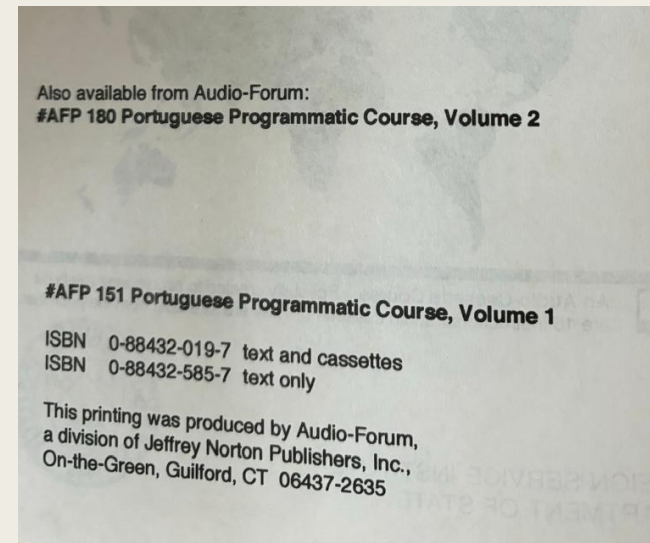 Also available from Audio-Forum:
#AFP 180 Portuguese Programmatic Course, Volume 2
#AFP 151 Portuguese Programmatic Course, Volume 1
ISBN 0-88432-019-7 text and cassettes
ISBN 0-88432-585-7 text only
This printing was produced by Audio-Forum,
a division of Jeffrey Norton Publishers, Inc.,
On-the-Green, Guilford, CT 06437-2635